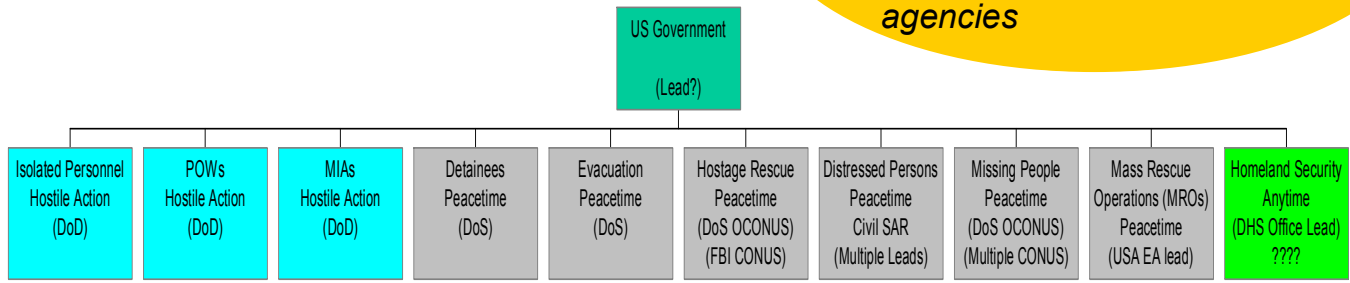 agencies
US Government
(Lead?)
Isolated Personnel
Hostile Action
(DoD)
POWs
Hostile Action
(DoD)
MIAs
Hostile Action
(DoD)
Detainees
Peacetime
(DoS)
Evacuation
Peacetime
(DoS)
Hostage Rescue
Peacetime
(DoS OCONUS)
(FBI CONUS)
Distressed Persons
Peacetime
Civil SAR
(Multiple Leads)
Missing People
Peacetime
(DoS OCONUS)
(Multiple CONUS)
Mass Rescue
Operations (MROs)
Peacetime
(USA EA lead)
Homeland Security
Anytime
(DHS Office Lead)
????